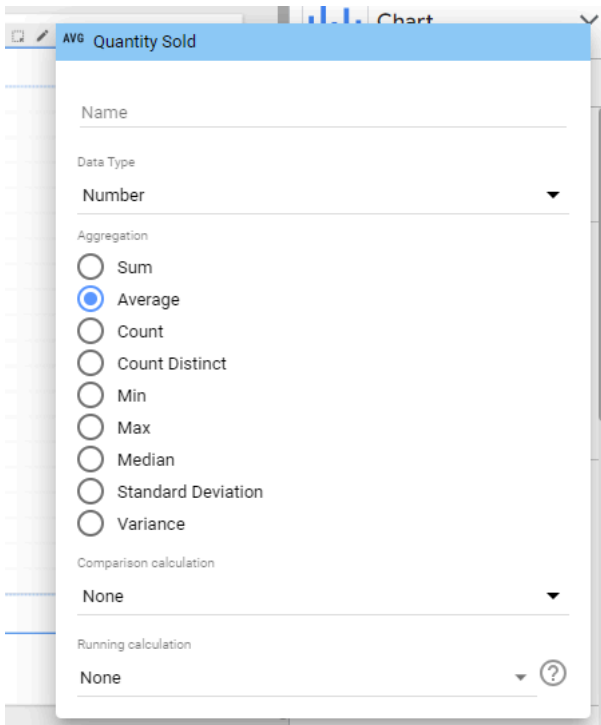 Chart
AVG Quantity Sold
Name
Data Type
Number
Aggregation
Sum
Average
Count
Count Distinct
Min
Max
Median
Standard Deviation
Variance
Comparison calculation
None
Running calculation
None
?